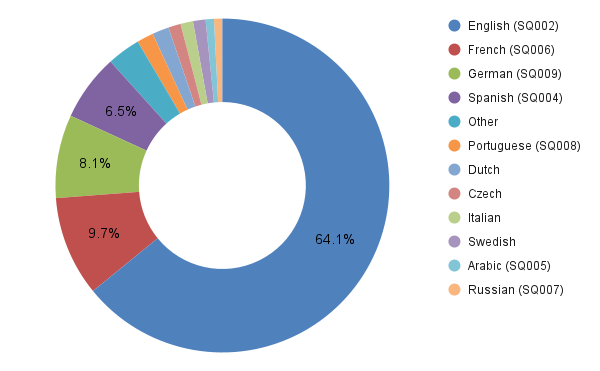 English (SQ002)
French (SQ006)
German (SQ009)
Spanish (SQ004)
Other
Portuguese (SQ008)
Dutch
Czech
Italian
Swedish
Arabic (SQ005)
Russian (SQ007)
6.5%
8.1%
9.7%
64.1%